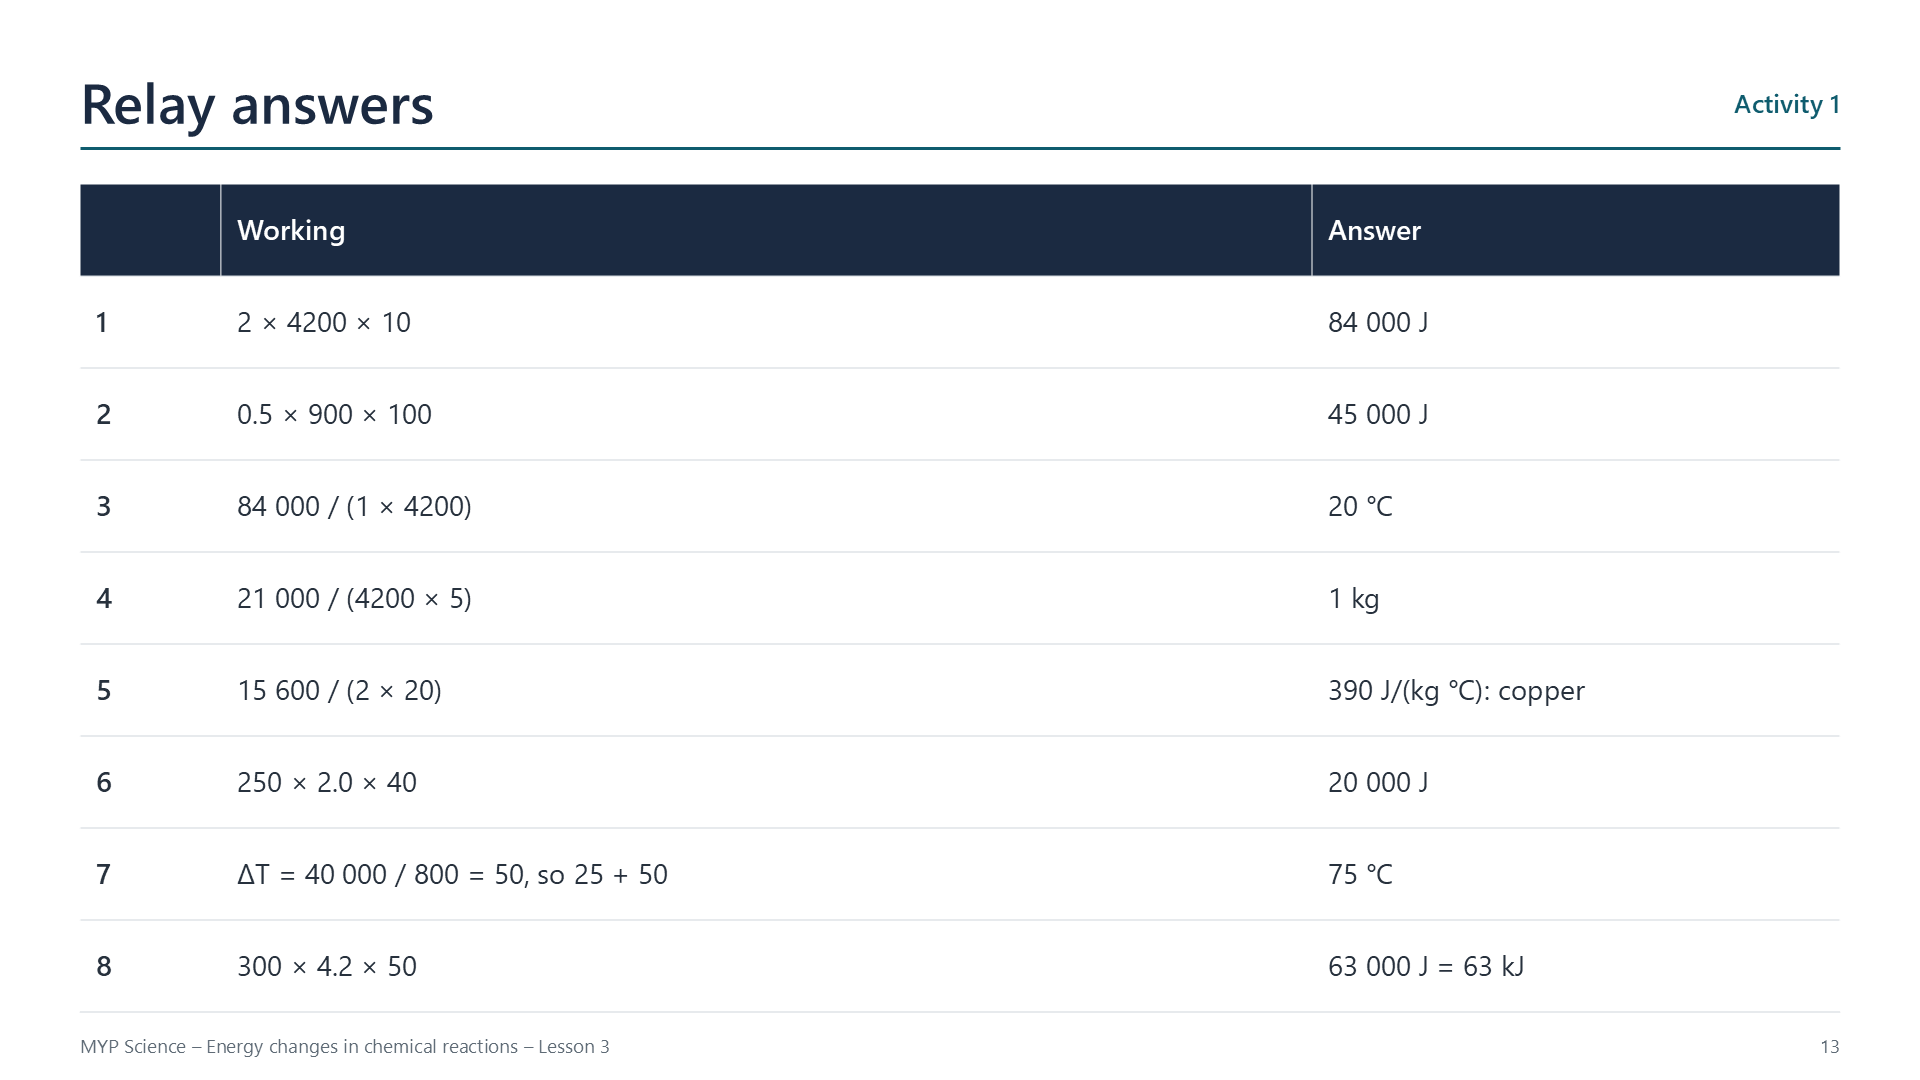 Relay answers
Activity 1
Working Answer
1 2 × 4200 × 10 84 000 J
2 0.5 × 900 × 100 45 000 J
3 84 000 / (1 × 4200) 20 °C
4 21 000 / (4200 × 5) 1 kg
5 15 600 / (2 × 20) 390 J/(kg °C): copper
6 250 × 2.0 × 40 20 000 J
7 ΔT = 40 000 / 800 = 50, so 25 + 50 75 °C
8 300 × 4.2 × 50 63 000 J = 63 kJ
MYP Science – Energy changes in chemical reactions – Lesson 3 13